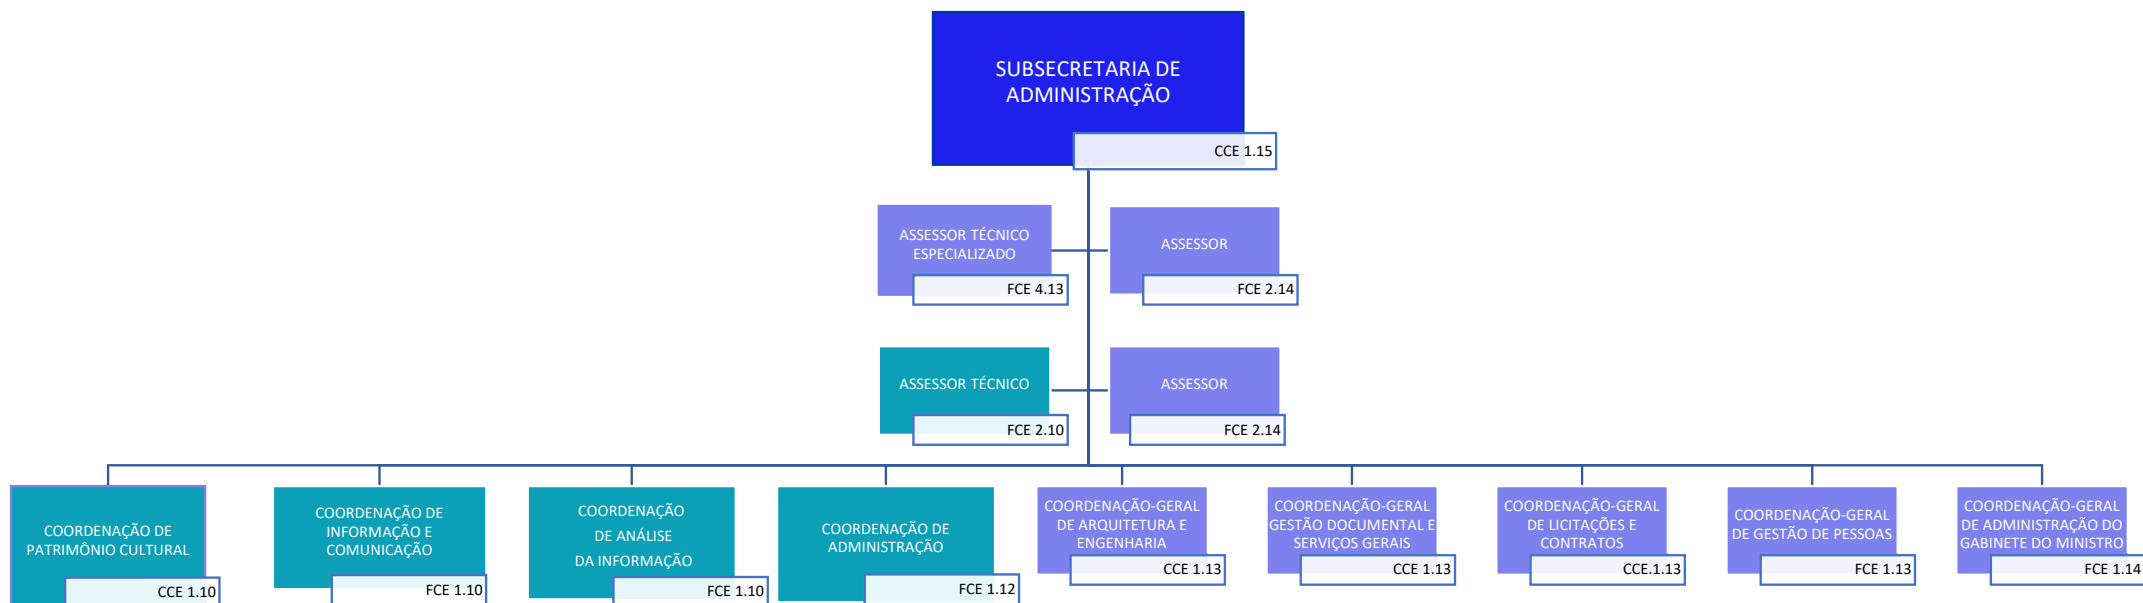 SUBSECRETARIA DE
ADMINISTRAÇÃO
CCE 1.15
ASSESSOR TÉCNICO
ESPECIALIZADO
FCE 4.13
ASSESSOR
FCE 2.14
ASSESSOR TÉCNICO
FCE 2.10
ASSESSOR
FCE 2.14
COORDENAÇÃO DE
PATRIMÔNIO CULTURAL
CCE 1.10
COORDENAÇÃO DE
INFORMAÇÃO E
COMUNICAÇÃO
FCE 1.10
COORDENAÇÃO
DE ANÁLISE
DA INFORMAÇÃO
FCE 1.10
COORDENAÇÃO DE
ADMINISTRAÇÃO
FCE 1.12
COORDENAÇÃO-GERAL
DE ARQUITETURA E
ENGENHARIA
CCE 1.13
COORDENAÇÃO-GERAL
GESTÃO DOCUMENTAL E
SERVIÇOS GERAIS
CCE 1.13
COORDENAÇÃO-GERAL
DE LICITAÇÕES E
CONTRATOS
CCE.1.13
COORDENAÇÃO-GERAL
DE GESTÃO DE PESSOAS
FCE 1.13
COORDENAÇÃO-GERAL
DE ADMINISTRAÇÃO DO
GABINETE DO MINISTRO
FCE 1.14